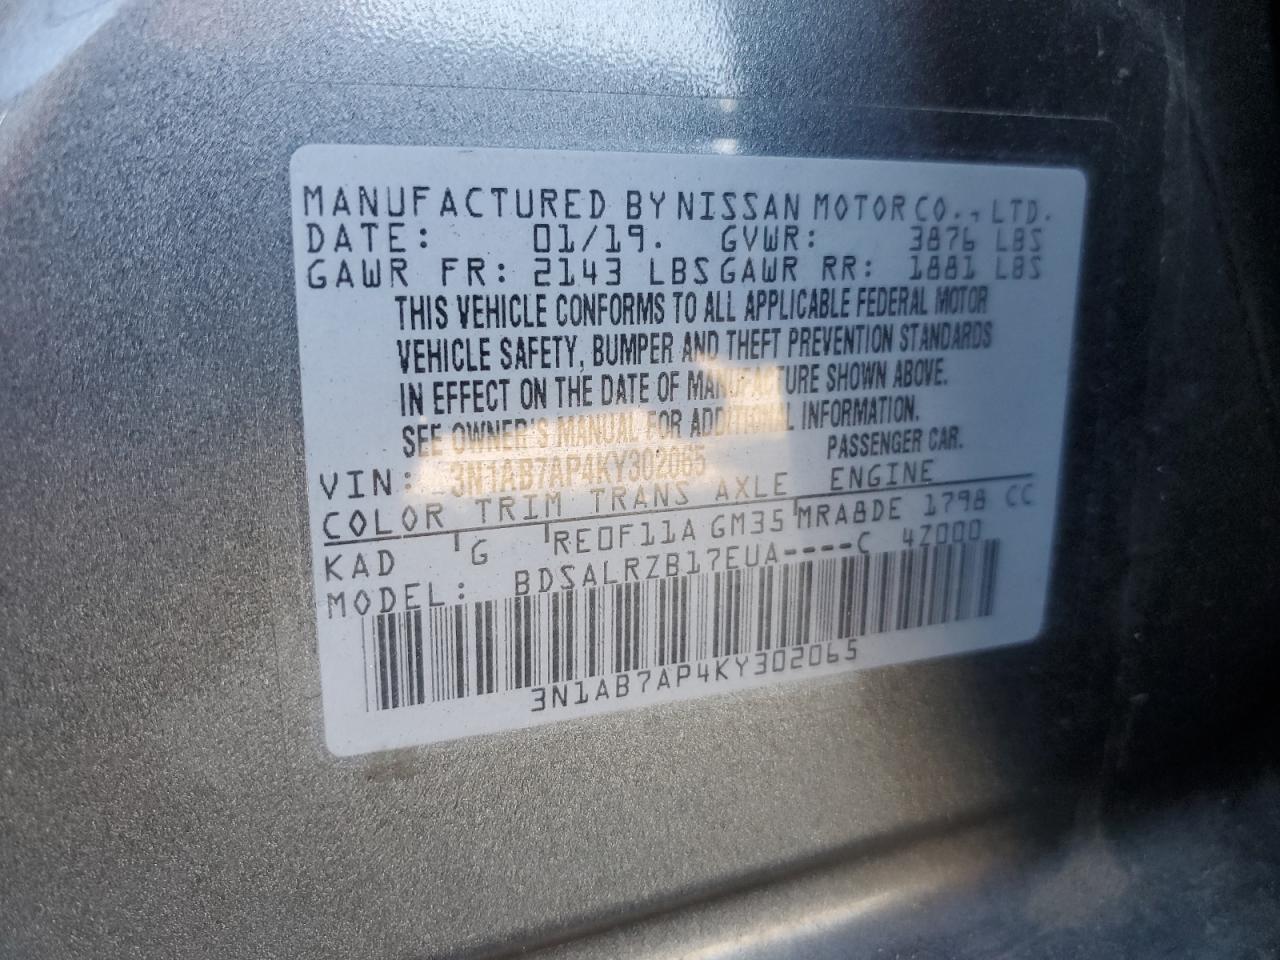 MANUFACTURED BY NISSAN MOTOR CO., LTD.
DATE: 01/19. GVWR: 3876 LBS
GAWR FR: 2143 LBS GAWR RR: 1881 LBS
THIS VEHICLE CONFORMS TO ALL APPLICABLE FEDERAL MOTOR
VEHICLE SAFETY, BUMPER AND THEFT PREVENTION STANDARDS
IN EFFECT ON THE DATE OF MANUFACTURE SHOWN ABOVE.
SEE OWNER'S MANUAL FOR ADDITIONAL INFORMATION.
VIN: 3N1AB7AP4KY302065 PASSENGER CAR.
COLOR TRIM TRANS AXLE ENGINE
KAD G RE0F11A GM35 MRA8DE 1798 CC
MODEL: BDSALRZB17EUA----C 47000
3N1AB7AP4KY302065